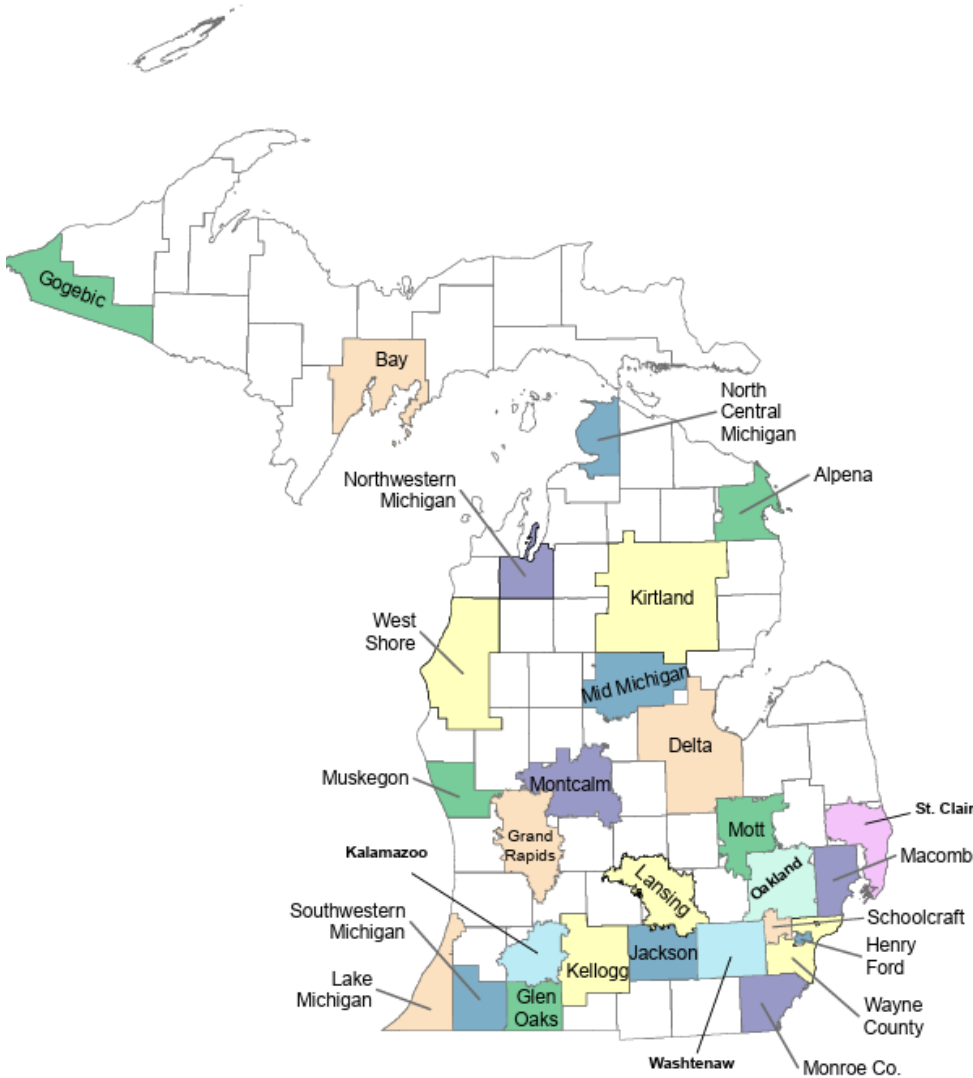 Gogebic
Bay
North
Central
Michigan
Northwestern
Michigan
Alpena
Kirtland
West
Shore
Mid Michigan
Delta
Muskegon
Montcalm
St. Clair
Mott
Grand
Rapids
Kalamazoo
Macomb
Oakland
Lansing
Schoolcraft
Southwestern
Michigan
Henry
Ford
Jackson
Kellogg
Lake
Michigan
Glen
Oaks
Wayne
County
Washtenaw
Monroe Co.